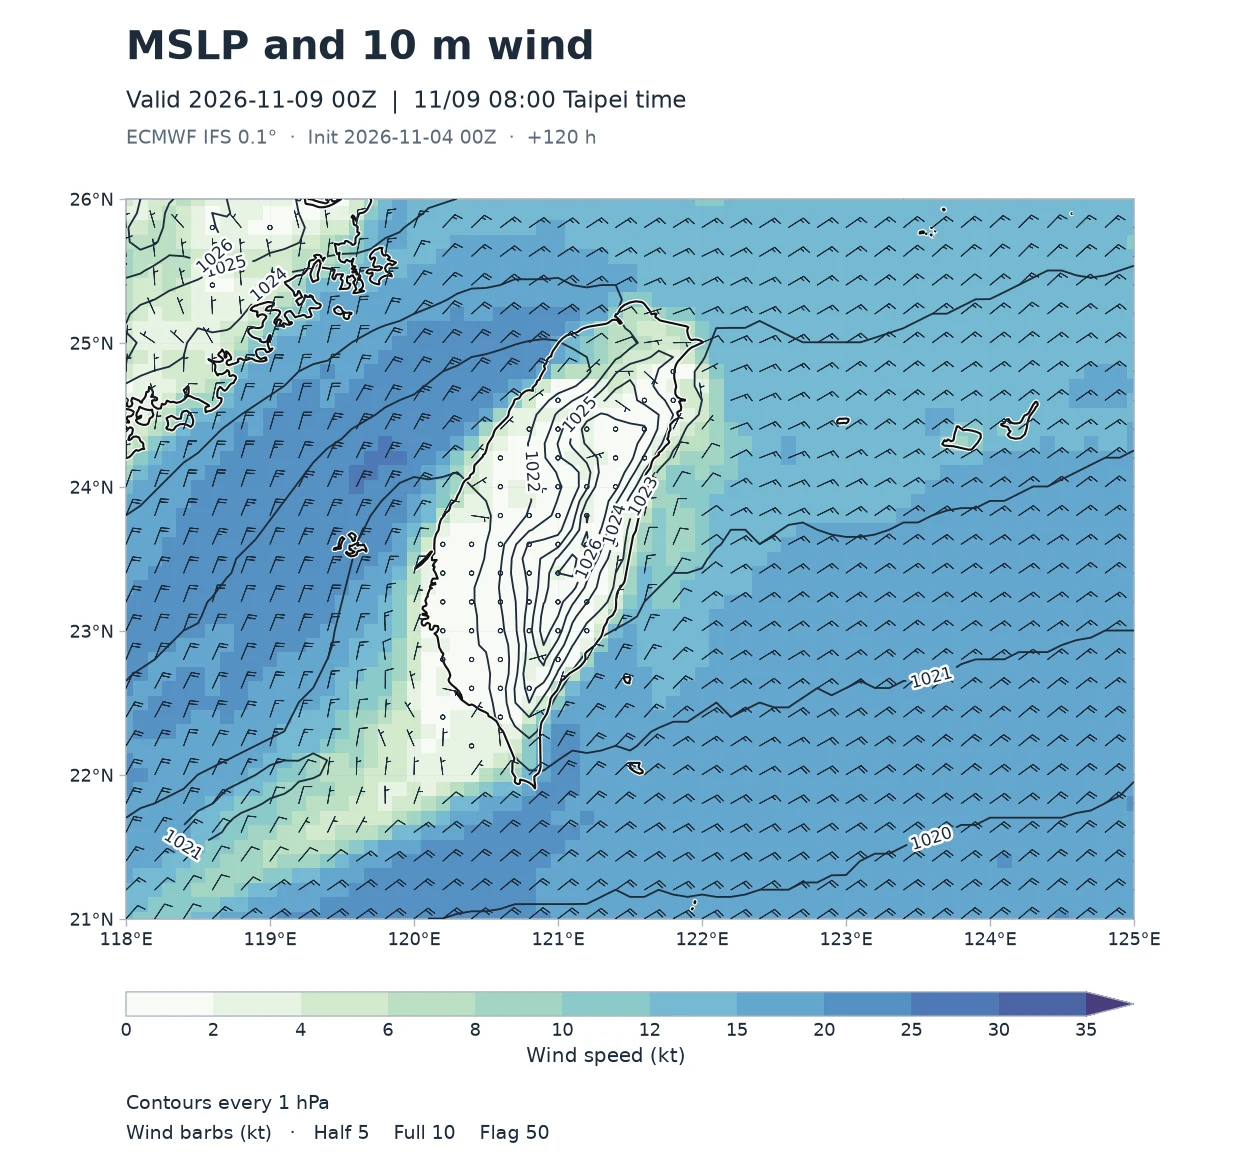 MSLP and 10 m wind
Valid 2026-11-09 00Z | 11/09 08:00 Taipei time
ECMWF IFS 0.1° · Init 2026-11-04 00Z · +120 h
26°N
25°N
24°N
23°N
22°N
21°N
1026
1025
1024
1025
1022
1023
1024
1026
1021
1020
1021
118°E 119°E 120°E 121°E 122°E 123°E 124°E 125°E
0 2 4 6 8 10 12 15 20 25 30 35
Wind speed (kt)
Contours every 1 hPa
Wind barbs (kt) · Half 5 Full 10 Flag 50